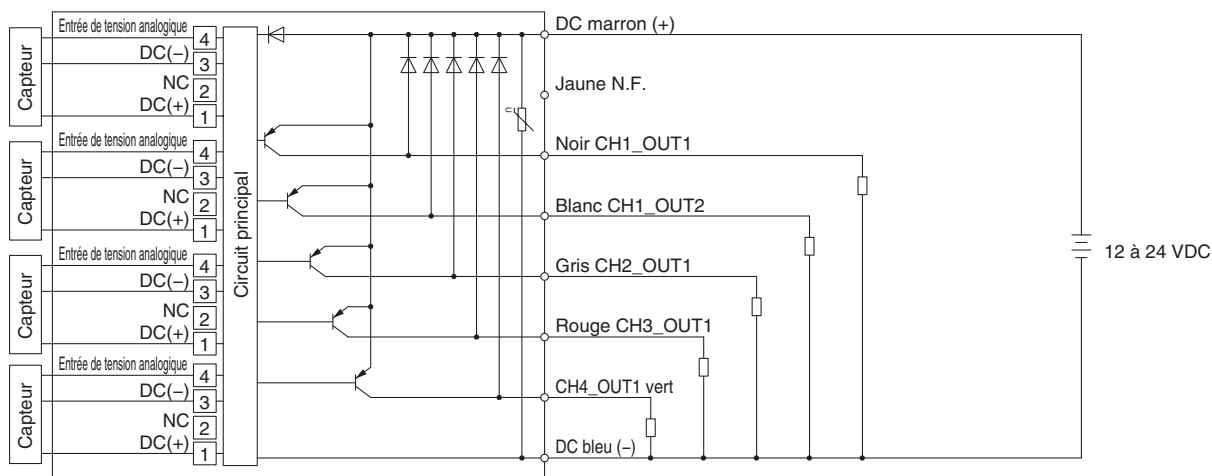 Capteur
Entrée de tension analogique 4
DC(−) 3
NC 2
DC(+) 1
Capteur
Entrée de tension analogique 4
DC(−) 3
NC 2
DC(+) 1
Capteur
Entrée de tension analogique 4
DC(−) 3
NC 2
DC(+) 1
Capteur
Entrée de tension analogique 4
DC(−) 3
NC 2
DC(+) 1
Circuit principal
U
DC marron (+)
Jaune N.F.
Noir CH1_OUT1
Blanc CH1_OUT2
Gris CH2_OUT1
Rouge CH3_OUT1
CH4_OUT1 vert
DC bleu (−)
12 à 24 VDC